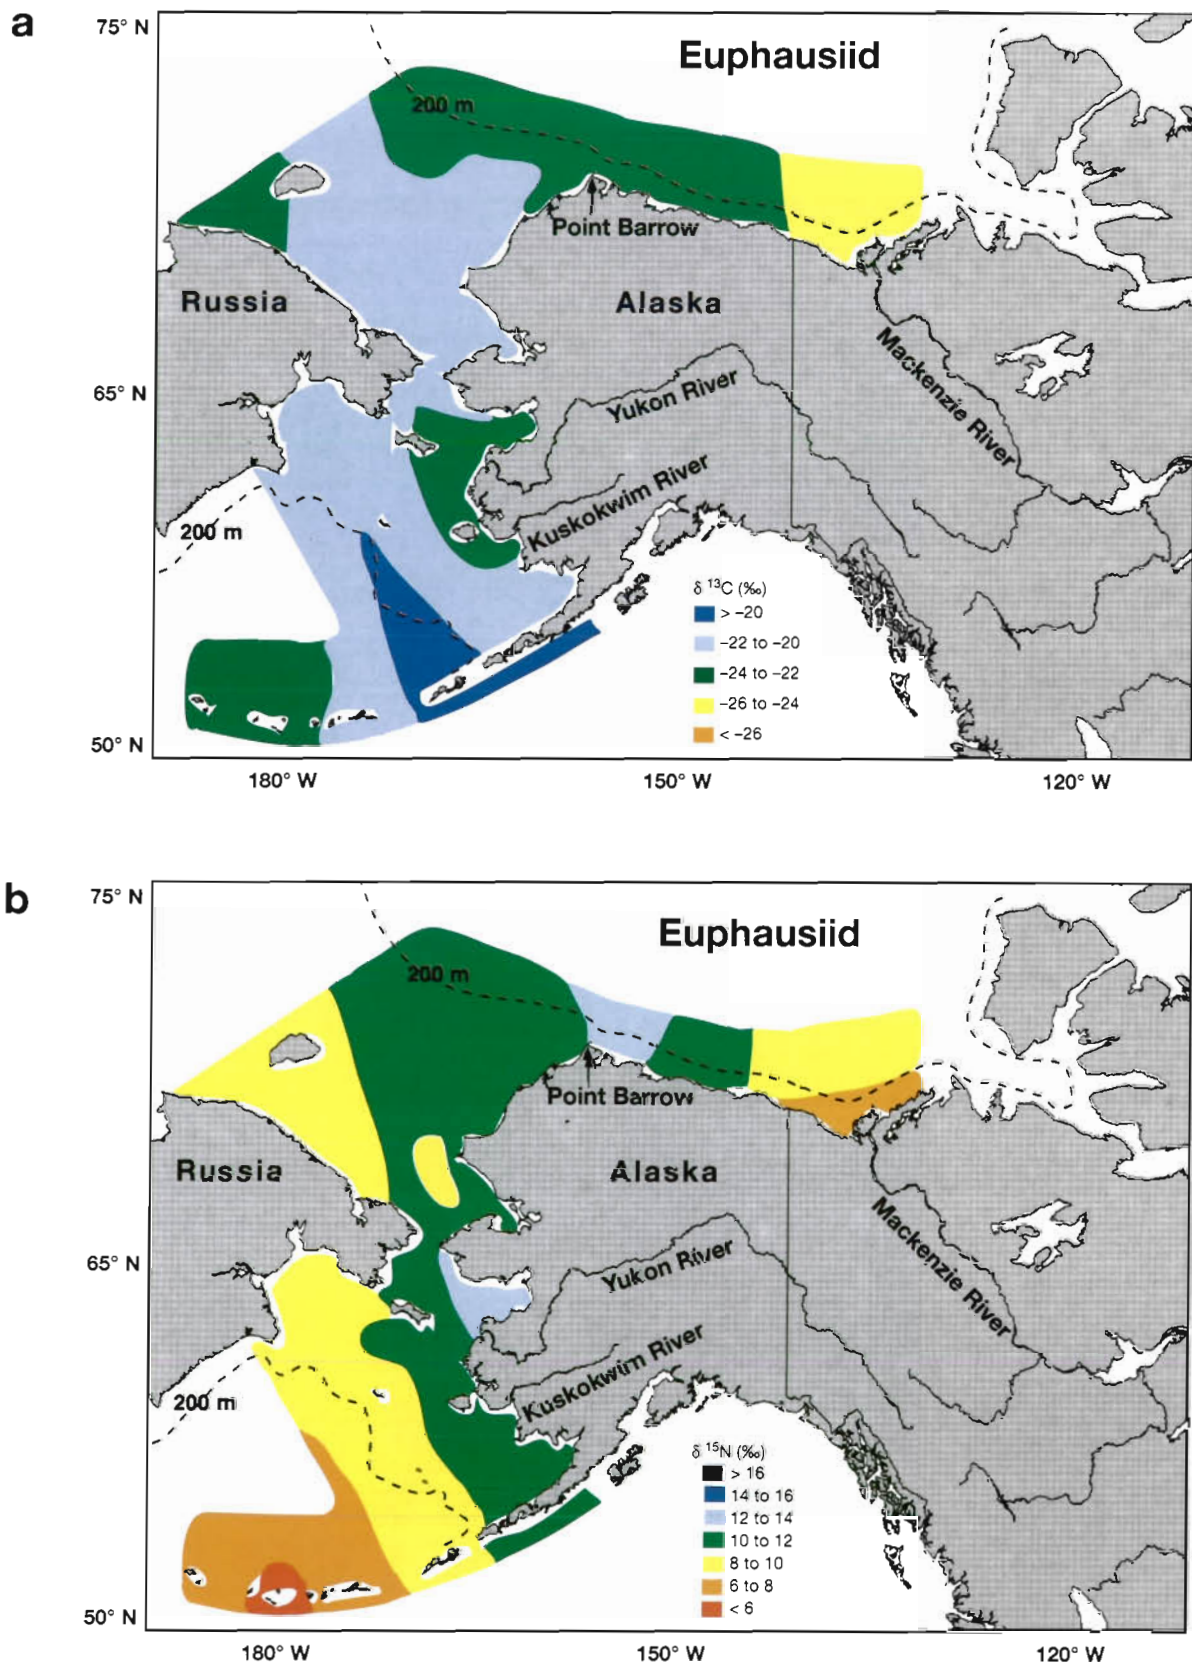 a
75° N
Euphausiid
200 m
Point Barrow
Russia
Alaska
Mackenzie River
65° N
Yukon River
Kuskokwim River
200 m
δ 13C (‰)
> –20
–22 to –20
–24 to –22
–26 to –24
< –26
50° N
180° W
150° W
120° W
b
75° N
Euphausiid
200 m
Point Barrow
Russia
Alaska
Mackenzie River
65° N
Yukon River
Kuskokwim River
200 m
δ 15N (‰)
> 16
14 to 16
12 to 14
10 to 12
8 to 10
6 to 8
< 6
50° N
180° W
150° W
120° W